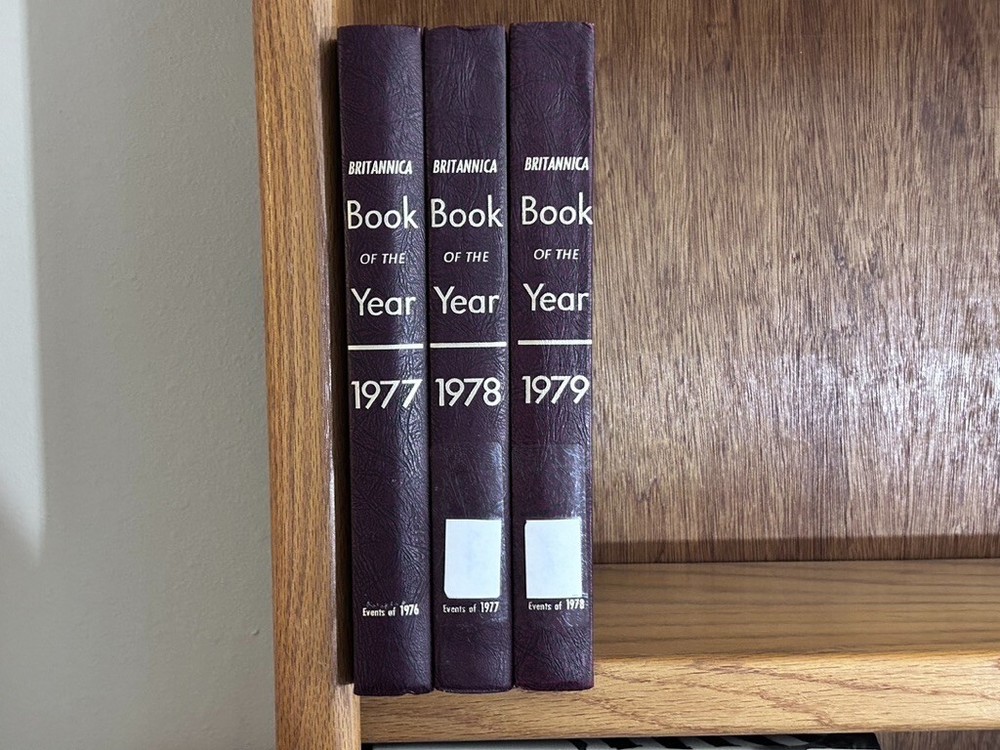 BRITANNICA
Book
OF THE
Year
1977
Events of 1976
BRITANNICA
Book
OF THE
Year
1978
Events of 1977
BRITANNICA
Book
OF THE
Year
1979
Events of 1978